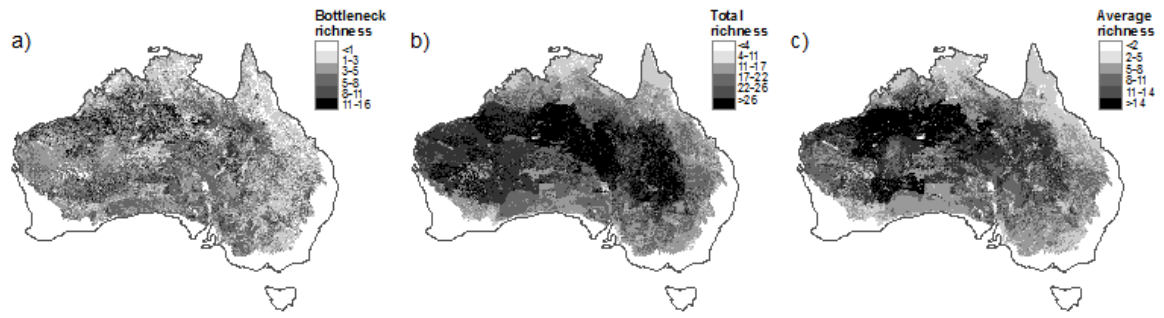 a)
Bottleneck
richness
<1
1-3
3-5
5-8
8-11
11-16
b)
Total
richness
<4
4-11
11-17
17-22
22-26
>26
c)
Average
richness
<2
2-5
5-8
8-11
11-14
>14